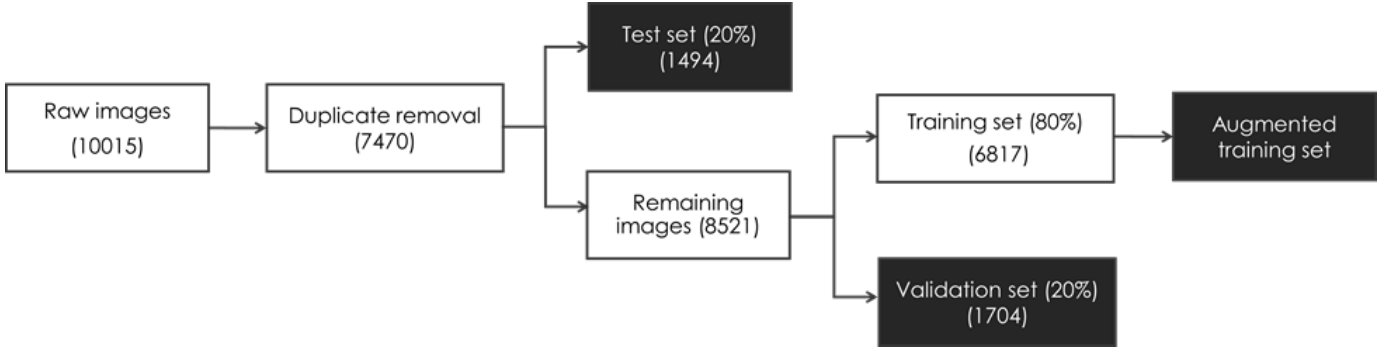 Raw images
(10015)
Duplicate removal
(7470)
Test set (20%)
(1494)
Remaining
images (8521)
Training set (80%)
(6817)
Augmented
training set
Validation set (20%)
(1704)